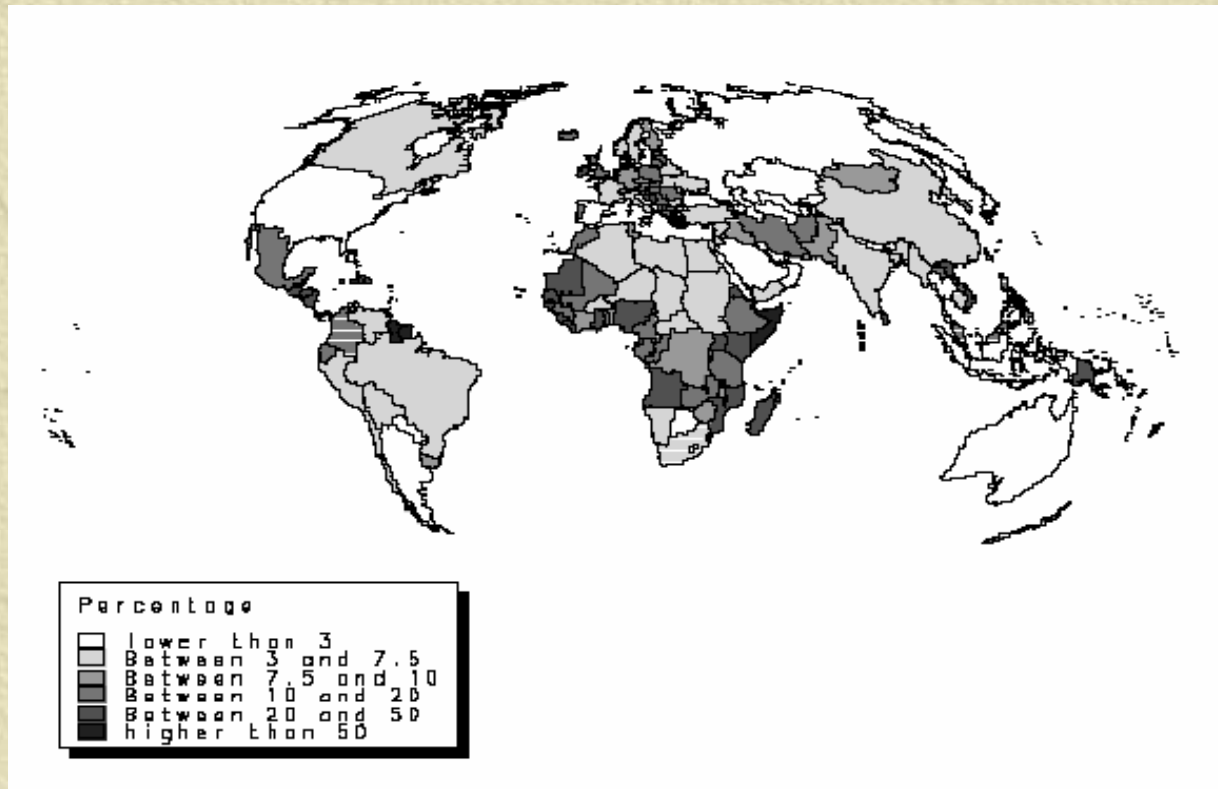 Percentage
lower than 3
Between 3 and 7.5
Between 7.5 and 10
Between 10 and 20
Between 20 and 50
higher than 50